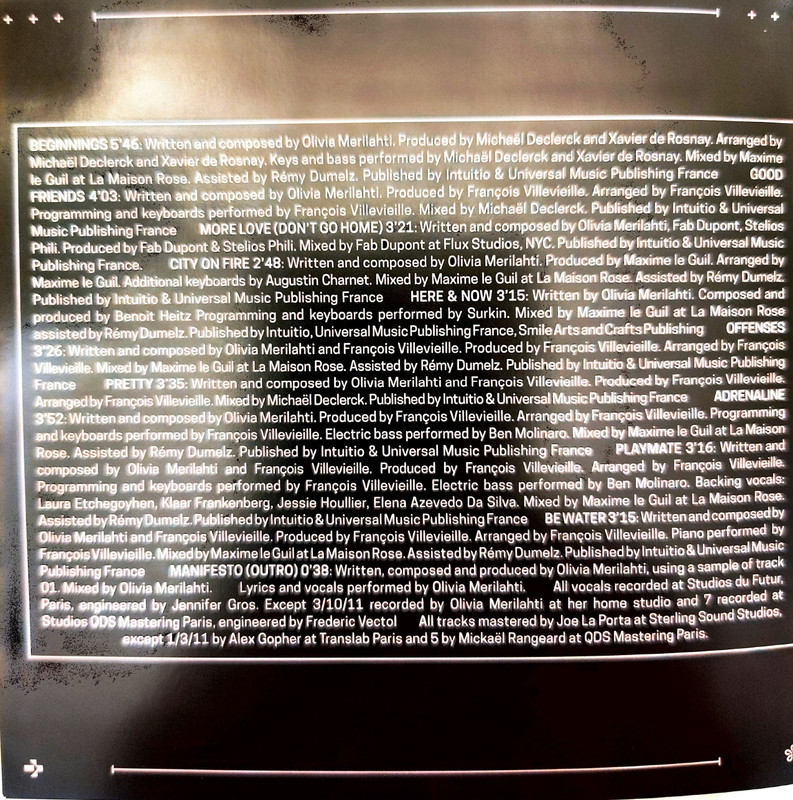 BEGINNINGS 5'46: Written and composed by Olivia Merilahti. Produced by Michaël Declerck and Xavier de Rosnay. Arranged by
Michaël Declerck and Xavier de Rosnay. Keys and bass performed by Michaël Declerck and Xavier de Rosnay. Mixed by Maxime
le Guil at La Maison Rose. Assisted by Rémy Dumelz. Published by Intuitio & Universal Music Publishing France GOOD
FRIENDS 4'03: Written and composed by Olivia Merilahti. Produced by François Villevieille. Arranged by François Villevieille.
Programming and keyboards performed by François Villevieille. Mixed by Michaël Declerck. Published by Intuitio & Universal
Music Publishing France MORE LOVE (DON'T GO HOME) 3'21: Written and composed by Olivia Merilahti, Fab Dupont, Stelios
Phili. Produced by Fab Dupont & Stelios Phili. Mixed by Fab Dupont at Flux Studios, NYC. Published by Intuitio & Universal Music
Publishing France. CITY ON FIRE 2'48: Written and composed by Olivia Merilahti. Produced by Maxime le Guil. Arranged by
Maxime le Guil. Additional keyboards by Augustin Charnet. Mixed by Maxime le Guil at La Maison Rose. Assisted by Rémy Dumelz.
Published by Intuitio & Universal Music Publishing France HERE & NOW 3'15: Written by Olivia Merilahti. Composed and
produced by Benoit Heitz Programming and keyboards performed by Surkin. Mixed by Maxime le Guil at La Maison Rose
assisted by Rémy Dumelz. Published by Intuitio, Universal Music Publishing France, Smile Arts and Crafts Publishing OFFENSES
3'26: Written and composed by Olivia Merilahti and François Villevieille. Produced by François Villevieille. Arranged by François
Villevieille. Mixed by Maxime le Guil at La Maison Rose. Assisted by Rémy Dumelz. Published by Intuitio & Universal Music Publishing
France PRETTY 3'35: Written and composed by Olivia Merilahti and François Villevieille. Produced by François Villevieille.
Arranged by François Villevieille. Mixed by Michaël Declerck. Published by Intuitio & Universal Music Publishing France ADRENALINE
3'52: Written and composed by Olivia Merilahti. Produced by François Villevieille. Arranged by François Villevieille. Programming
and keyboards performed by François Villevieille. Electric bass performed by Ben Molinaro. Mixed by Maxime le Guil at La Maison
Rose. Assisted by Rémy Dumelz. Published by Intuitio & Universal Music Publishing France PLAYMATE 3'16: Written and
composed by Olivia Merilahti and François Villevieille. Produced by François Villevieille. Arranged by François Villevieille.
Programming and keyboards performed by François Villevieille. Electric bass performed by Ben Molinaro. Backing vocals:
Laura Etchegoyhen, Klaar Frankenberg, Jessie Houllier, Elena Azevedo Da Silva. Mixed by Maxime le Guil at La Maison Rose.
Assisted by Rémy Dumelz. Published by Intuitio & Universal Music Publishing France BE WATER 3'15: Written and composed by
Olivia Merilahti and François Villevieille. Produced by François Villevieille. Arranged by François Villevieille. Piano performed by
François Villevieille. Mixed by Maxime le Guil at La Maison Rose. Assisted by Rémy Dumelz. Published by Intuitio & Universal Music
Publishing France MANIFESTO (OUTRO) 0'38: Written, composed and produced by Olivia Merilahti, using a sample of track
01. Mixed by Olivia Merilahti. Lyrics and vocals performed by Olivia Merilahti. All vocals recorded at Studios du Futur,
Paris, engineered by Jennifer Gros. Except 3/10/11 recorded by Olivia Merilahti at her home studio and 7 recorded at
Studios QDS Mastering Paris, engineered by Frederic Vectol All tracks mastered by Joe La Porta at Sterling Sound Studios,
except 1/3/11 by Alex Gopher at Translab Paris and 5 by Mickaël Rangeard at QDS Mastering Paris.